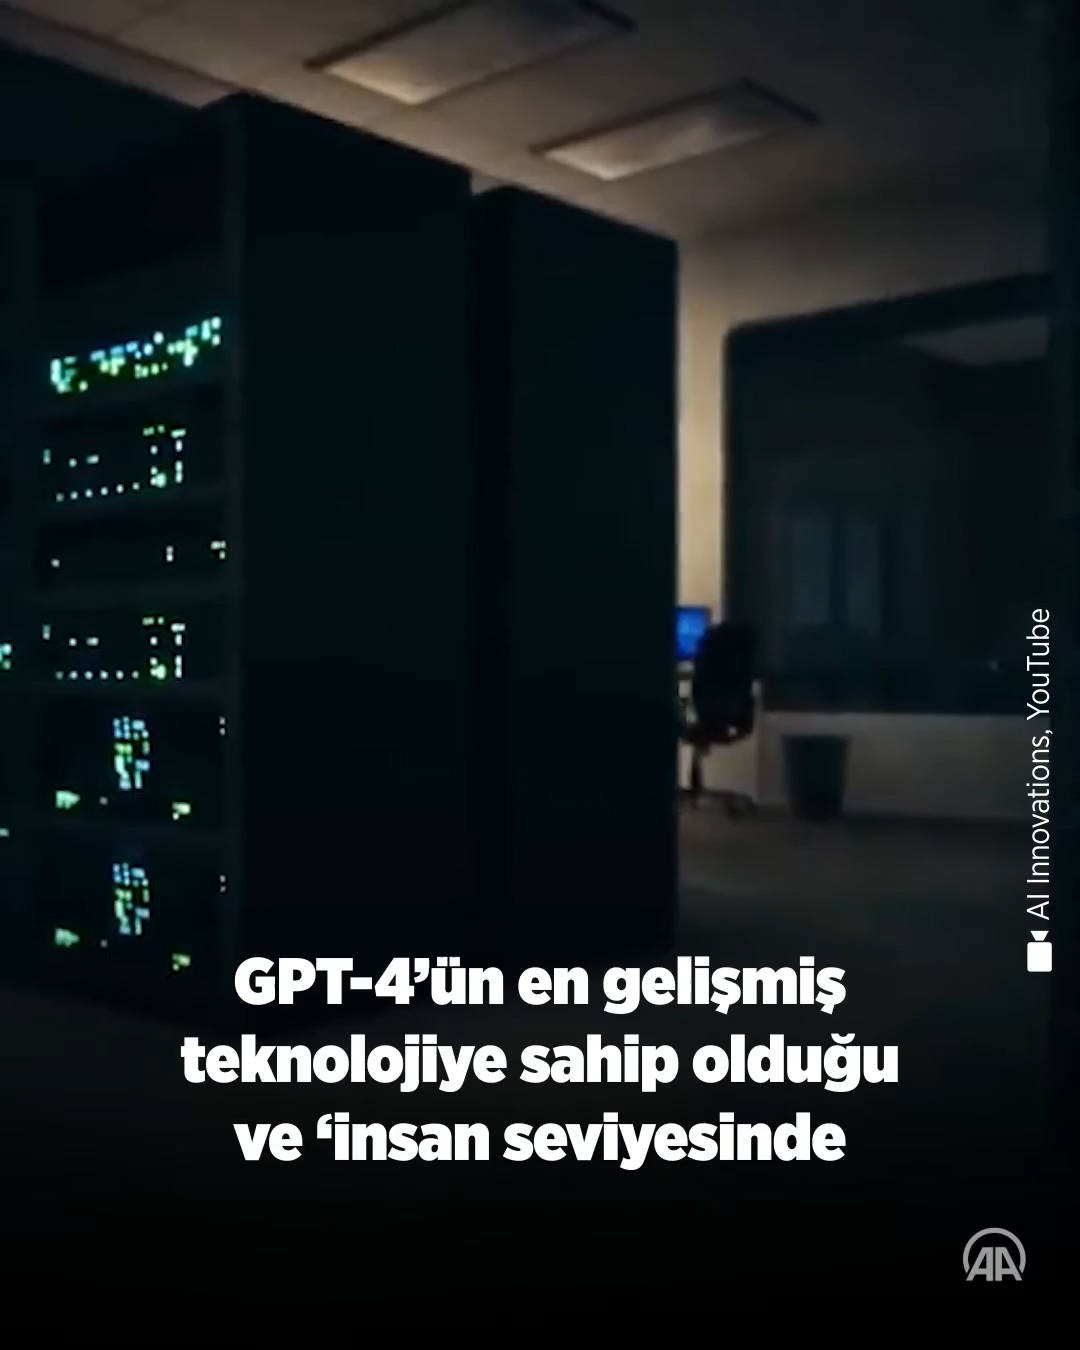 GPT-4’ün en gelişmiş
teknolojiye sahip olduğu
ve ‘insan seviyesinde
AI Innovations, YouTube
AA